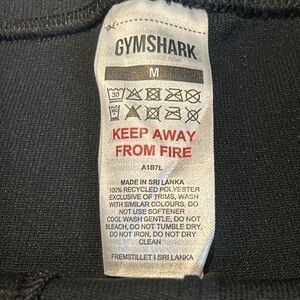 GYMSHARK
M
30
KEEP AWAY
FROM FIRE
A1B7L
MADE IN SRI LANKA
100% RECYCLED POLYESTER
EXCLUSIVE OF TRIMS, WASH
WITH SIMILAR COLOURS, DO
NOT USE SOFTENER
COOL WASH GENTLE, DO NOT
BLEACH, DO NOT TUMBLE DRY,
DO NOT IRON, DO NOT DRY
CLEAN
FREMSTILLET I SRI LANKA